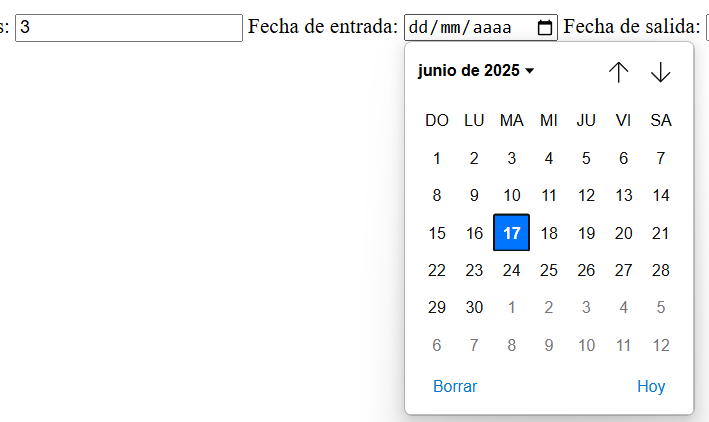 s: 3 Fecha de entrada: dd/mm/aaaa Fecha de salida:
junio de 2025
DO LU MA MI JU VI SA
1 2 3 4 5 6 7
8 9 10 11 12 13 14
15 16 17 18 19 20 21
22 23 24 25 26 27 28
29 30 1 2 3 4 5
6 7 8 9 10 11 12
Borrar Hoy